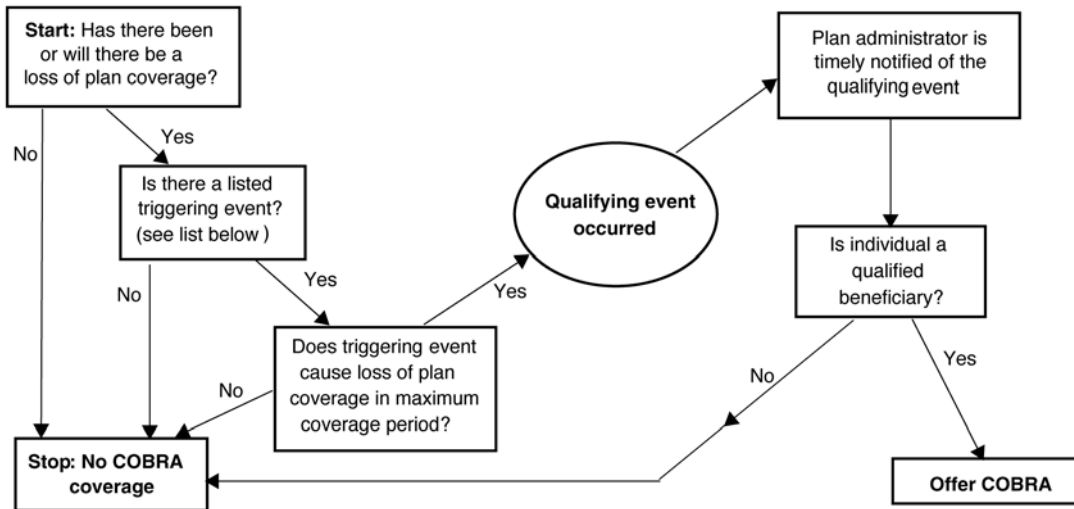 Start: Has there been
or will there be a
loss of plan coverage?
No
Yes
Is there a listed
triggering event?
(see list below )
No
Yes
Does triggering event
cause loss of plan
coverage in maximum
coverage period?
No
Yes
Stop: No COBRA
coverage
Qualifying event
occurred
Plan administrator is
timely notified of the
qualifying event
Is individual a
qualified
beneficiary?
No
Yes
Offer COBRA